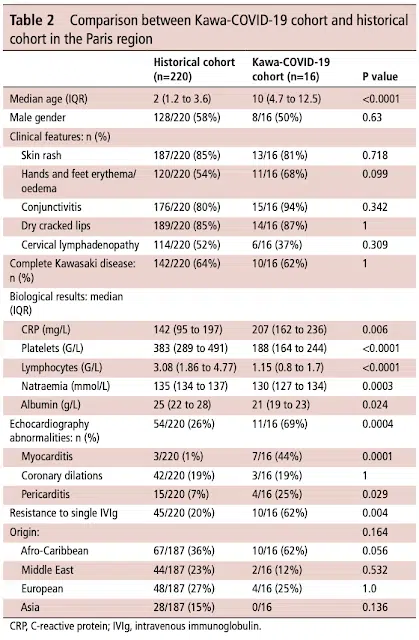 Table 2 Comparison between Kawa-COVID-19 cohort and historical
cohort in the Paris region
Historical cohort
(n=220)
Kawa-COVID-19
cohort (n=16)
P value
Median age (IQR) 2 (1.2 to 3.6) 10 (4.7 to 12.5) <0.0001
Male gender 128/220 (58%) 8/16 (50%) 0.63
Clinical features: n (%)
Skin rash 187/220 (85%) 13/16 (81%) 0.718
Hands and feet erythema/
oedema 120/220 (54%) 11/16 (68%) 0.099
Conjunctivitis 176/220 (80%) 15/16 (94%) 0.342
Dry cracked lips 189/220 (85%) 14/16 (87%) 1
Cervical lymphadenopathy 114/220 (52%) 6/16 (37%) 0.309
Complete Kawasaki disease:
n (%) 142/220 (64%) 10/16 (62%) 1
Biological results: median
(IQR)
CRP (mg/L) 142 (95 to 197) 207 (162 to 236) 0.006
Platelets (G/L) 383 (289 to 491) 188 (164 to 244) <0.0001
Lymphocytes (G/L) 3.08 (1.86 to 4.77) 1.15 (0.8 to 1.7) <0.0001
Natraemia (mmol/L) 135 (134 to 137) 130 (127 to 134) 0.0003
Albumin (g/L) 25 (22 to 28) 21 (19 to 23) 0.024
Echocardiography
abnormalities: n (%) 54/220 (26%) 11/16 (69%) 0.0004
Myocarditis 3/220 (1%) 7/16 (44%) 0.0001
Coronary dilations 42/220 (19%) 3/16 (19%) 1
Pericarditis 15/220 (7%) 4/16 (25%) 0.029
Resistance to single IVIg 45/220 (20%) 10/16 (62%) 0.004
Origin: 0.164
Afro-Caribbean 67/187 (36%) 10/16 (62%) 0.056
Middle East 44/187 (23%) 2/16 (12%) 0.532
European 48/187 (27%) 4/16 (25%) 1.0
Asia 28/187 (15%) 0/16 0.136
CRP, C-reactive protein; IVIg, intravenous immunoglobulin.